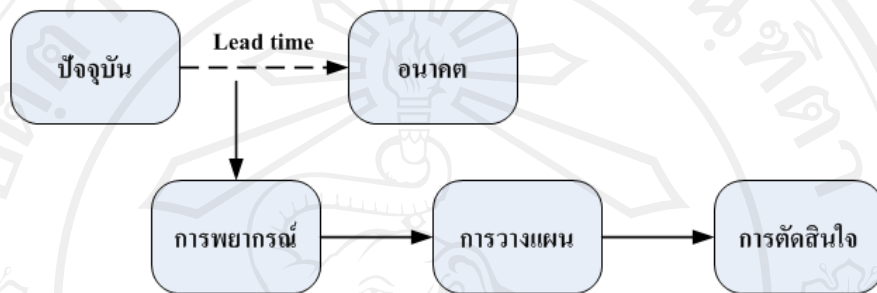 ปัจจุบัน
Lead time
อนาคต
การพยากรณ์
การวางแผน
การตัดสินใจ